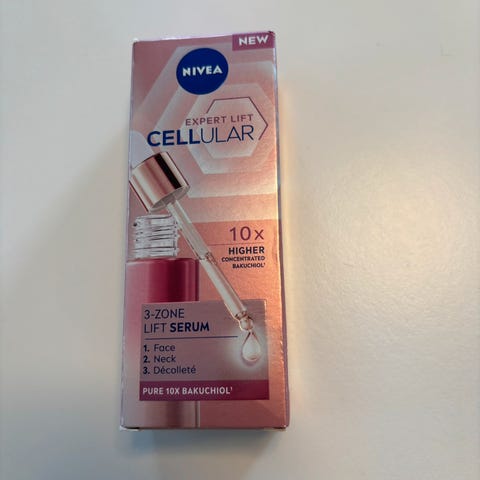 NEW
NIVEA
EXPERT LIFT
CELLULAR
10x
HIGHER
CONCENTRATED
BAKUCHIOL¹
3-ZONE
LIFT SERUM
1. Face
2. Neck
3. Décolleté
PURE 10X BAKUCHIOL¹